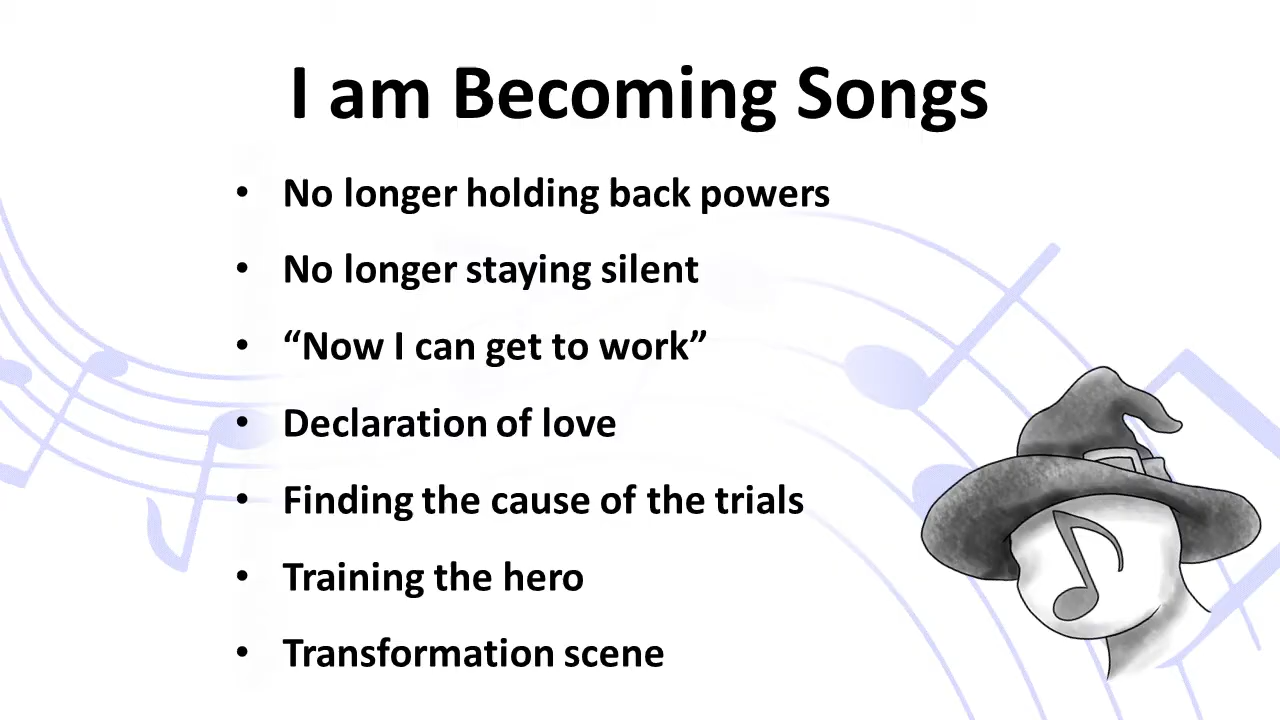 I am Becoming Songs
• No longer holding back powers
• No longer staying silent
• “Now I can get to work”
• Declaration of love
• Finding the cause of the trials
• Training the hero
• Transformation scene